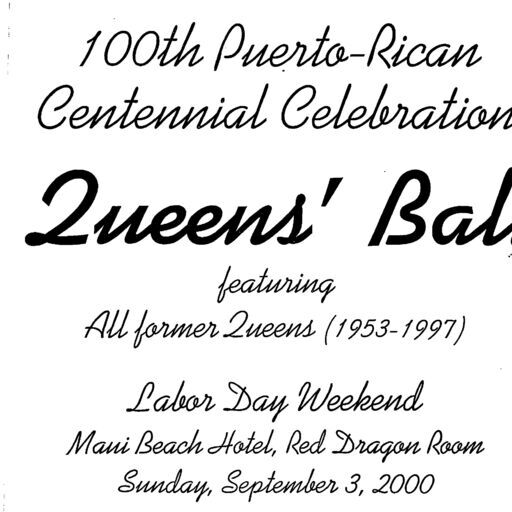 100th Puerto-Rican
Centennial Celebration
Queens' Bal
featuring
All former Queens (1953-1997)
Labor Day Weekend
Maui Beach Hotel, Red Dragon Room
Sunday, September 3, 2000